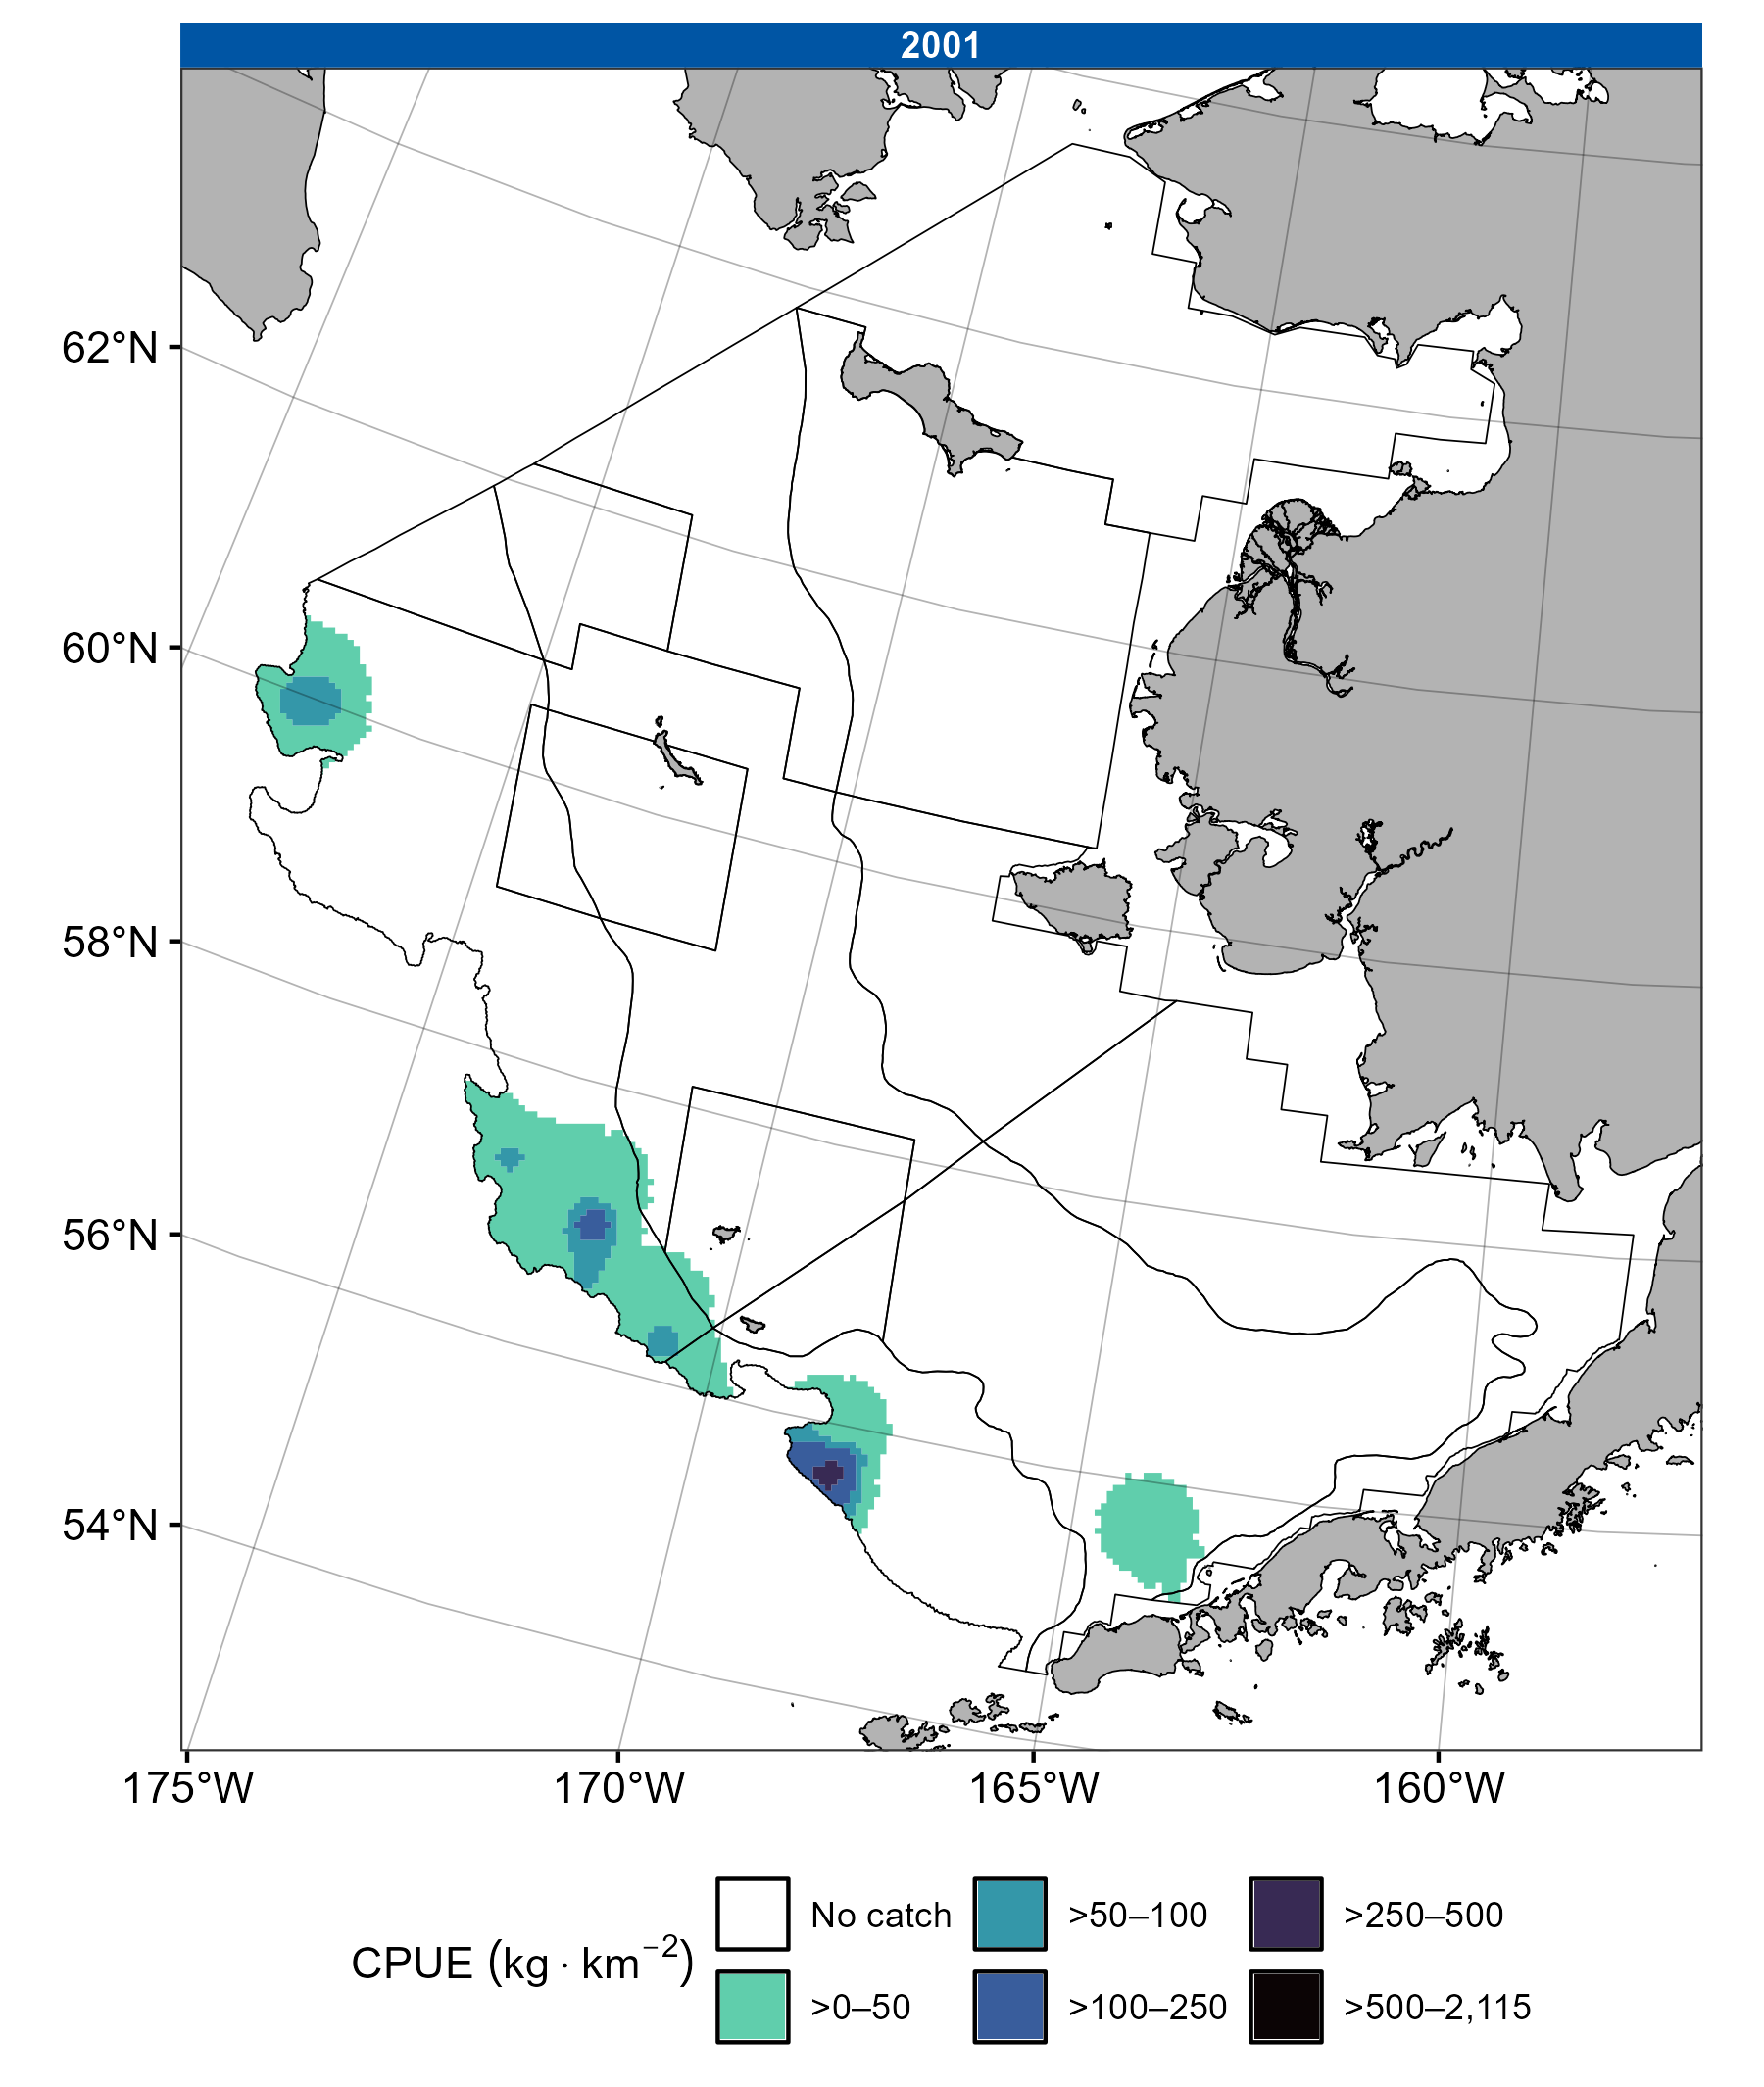 2001
62°N
60°N
58°N
56°N
54°N
175°W 170°W 165°W 160°W
CPUE (kg · km⁻²)
No catch >50–100 >250–500
>0–50 >100–250 >500–2,115